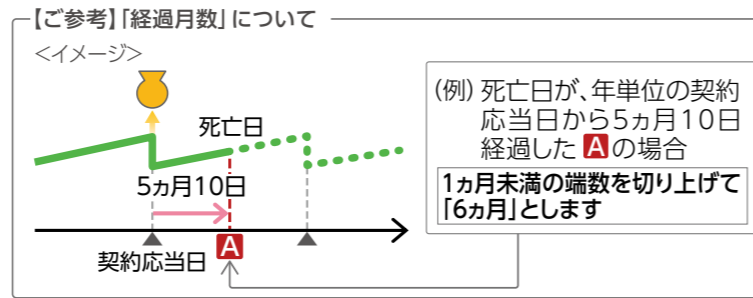 【ご参考】「経過月数」について
<イメージ>
死亡日
5ヵ月10日
契約応当日
A
(例) 死亡日が、年単位の契約
応当日から5ヵ月10日
経過した A の場合
1ヵ月未満の端数を切り上げて
「6ヵ月」とします